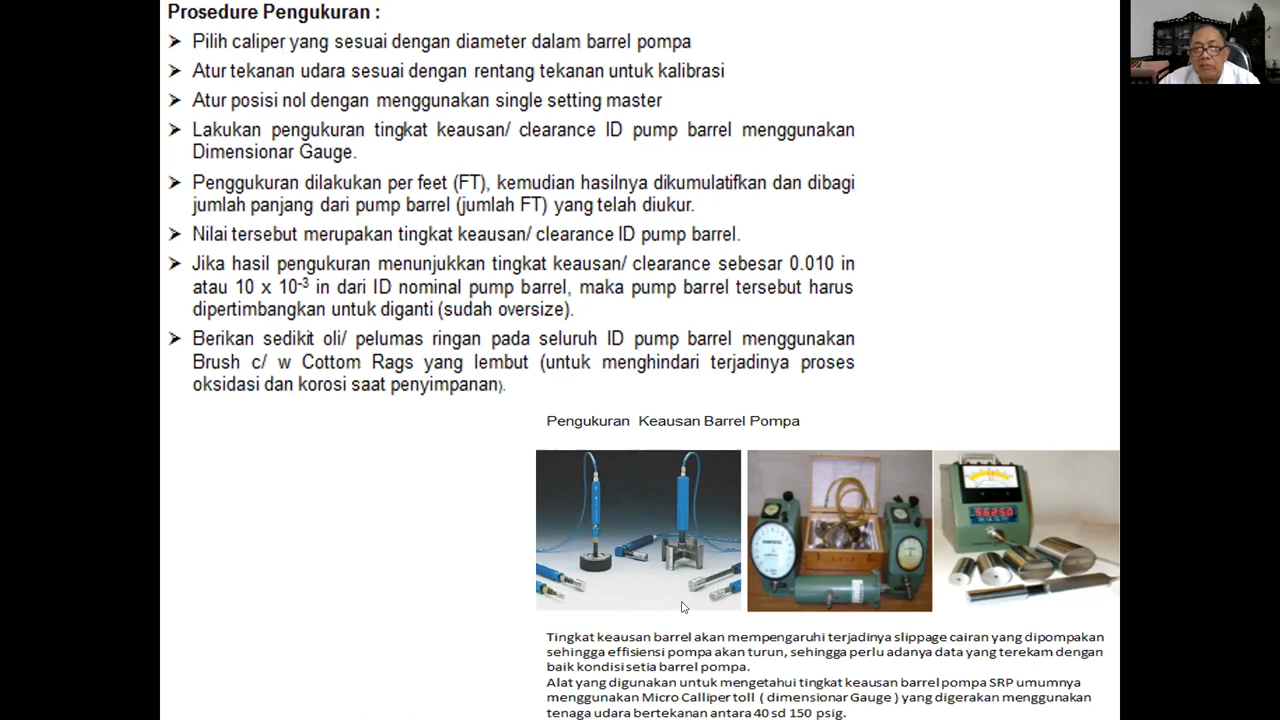 Prosedure Pengukuran :
➤ Pilih caliper yang sesuai dengan diameter dalam barrel pompa
➤ Atur tekanan udara sesuai dengan rentang tekanan untuk kalibrasi
➤ Atur posisi nol dengan menggunakan single setting master
➤ Lakukan pengukuran tingkat keausan/ clearance ID pump barrel menggunakan
Dimensionar Gauge.
➤ Penggukuran dilakukan per feet (FT), kemudian hasilnya dikumulatifkan dan dibagi
jumlah panjang dari pump barrel (jumlah FT) yang telah diukur.
➤ Nilai tersebut merupakan tingkat keausan/ clearance ID pump barrel.
➤ Jika hasil pengukuran menunjukkan tingkat keausan/ clearance sebesar 0.010 in
atau 10 x 10⁻³ in dari ID nominal pump barrel, maka pump barrel tersebut harus
dipertimbangkan untuk diganti (sudah oversize).
➤ Berikan sedikit oli/ pelumas ringan pada seluruh ID pump barrel menggunakan
Brush c/ w Cottom Rags yang lembut (untuk menghindari terjadinya proses
oksidasi dan korosi saat penyimpanan).
Pengukuran Keausan Barrel Pompa
Tingkat keausan barrel akan mempengaruhi terjadinya slippage cairan yang dipompakan
sehingga effisiensi pompa akan turun, sehingga perlu adanya data yang terekam dengan
baik kondisi setia barrel pompa.
Alat yang digunakan untuk mengetahui tingkat keausan barrel pompa SRP umumnya
menggunakan Micro Calliper toll ( dimensionar Gauge ) yang digerakan menggunakan
tenaga udara bertekanan antara 40 sd 150 psig.